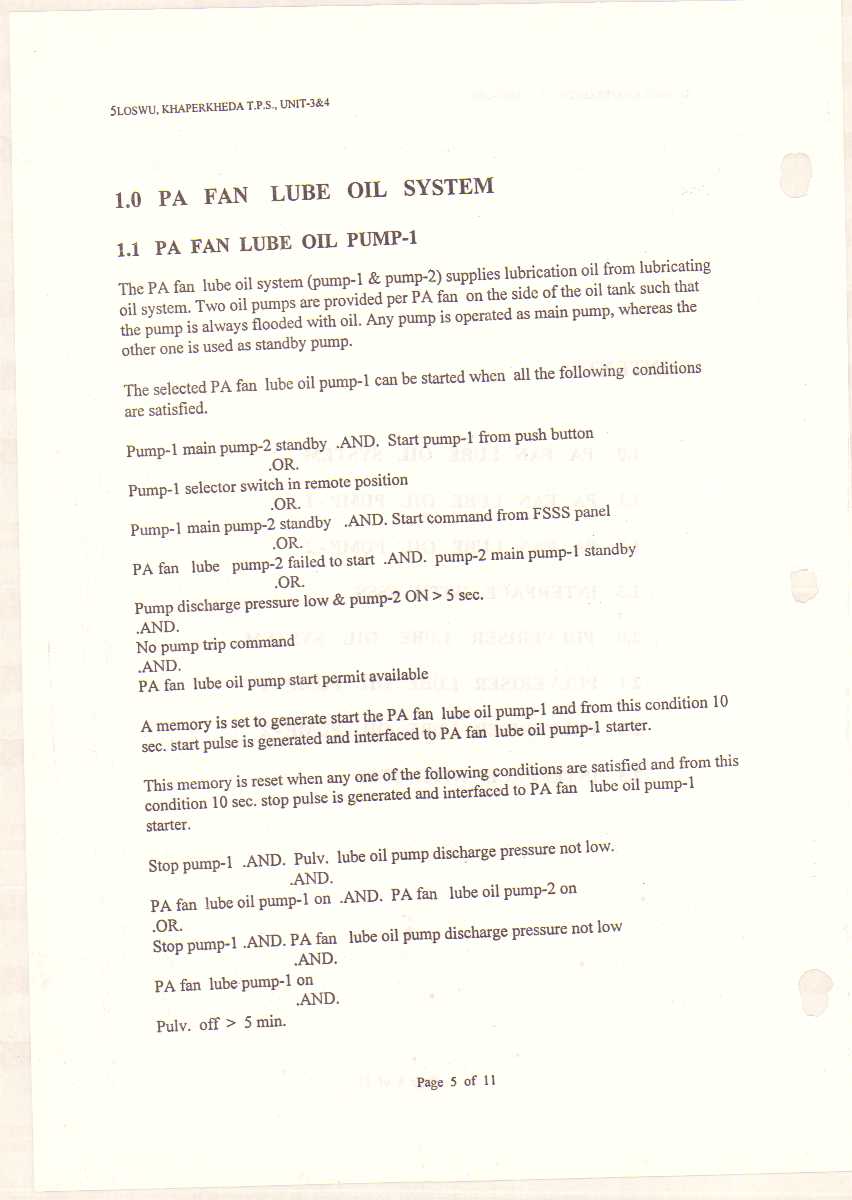 5LOSWU, KHAPERKHEDA T.P.S., UNIT-3&4
1.0 PA FAN LUBE OIL SYSTEM
1.1 PA FAN LUBE OIL PUMP-1
The PA fan lube oil system (pump-1 & pump-2) supplies lubrication oil from lubricating
oil system. Two oil pumps are provided per PA fan on the side of the oil tank such that
the pump is always flooded with oil. Any pump is operated as main pump, whereas the
other one is used as standby pump.
The selected PA fan lube oil pump-1 can be started when all the following conditions
are satisfied.
Pump-1 main pump-2 standby .AND. Start pump-1 from push button
.OR.
Pump-1 selector switch in remote position
.OR.
Pump-1 main pump-2 standby .AND. Start command from FSSS panel
.OR.
PA fan lube pump-2 failed to start .AND. pump-2 main pump-1 standby
.OR.
Pump discharge pressure low & pump-2 ON > 5 sec.
.AND.
No pump trip command
.AND.
PA fan lube oil pump start permit available
A memory is set to generate start the PA fan lube oil pump-1 and from this condition 10
sec. start pulse is generated and interfaced to PA fan lube oil pump-1 starter.
This memory is reset when any one of the following conditions are satisfied and from this
condition 10 sec. stop pulse is generated and interfaced to PA fan lube oil pump-1
starter.
Stop pump-1 .AND. Pulv. lube oil pump discharge pressure not low.
.AND.
PA fan lube oil pump-1 on .AND. PA fan lube oil pump-2 on
.OR.
Stop pump-1 .AND. PA fan lube oil pump discharge pressure not low
.AND.
PA fan lube pump-1 on
.AND.
Pulv. off > 5 min.
Page 5 of 11